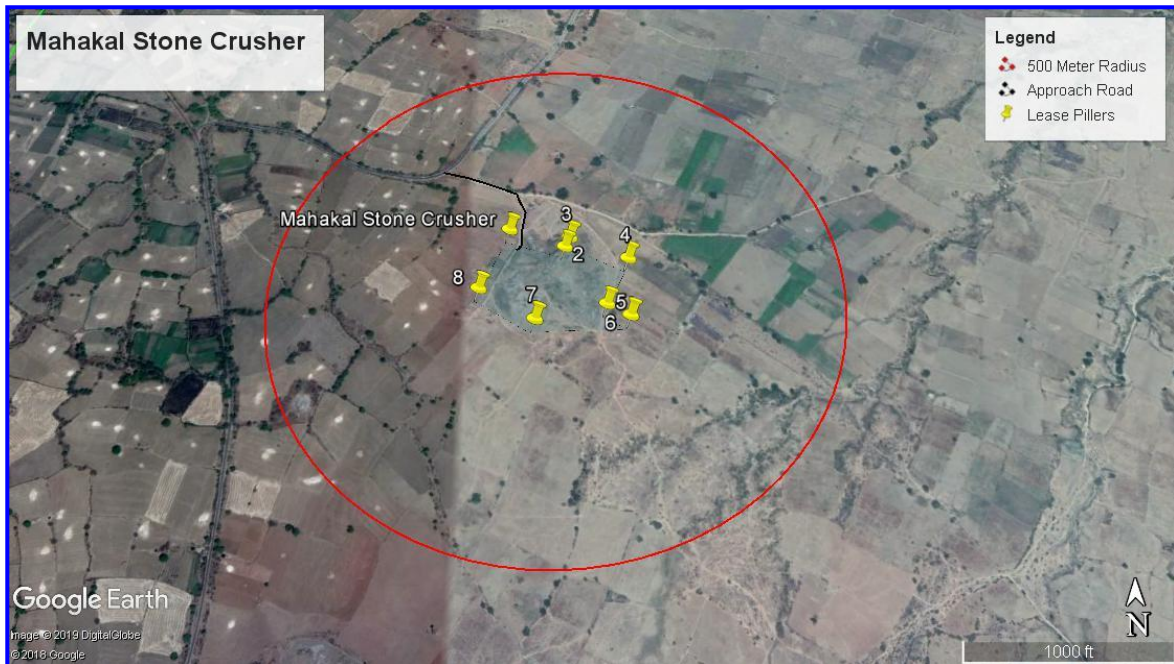 Mahakal Stone Crusher
Legend
500 Meter Radius
Approach Road
Lease Pillers
Mahakal Stone Crusher
3
2
4
8
7
5
6
Google Earth
Image © 2019 DigitalGlobe
© 2018 Google
N
1000 ft